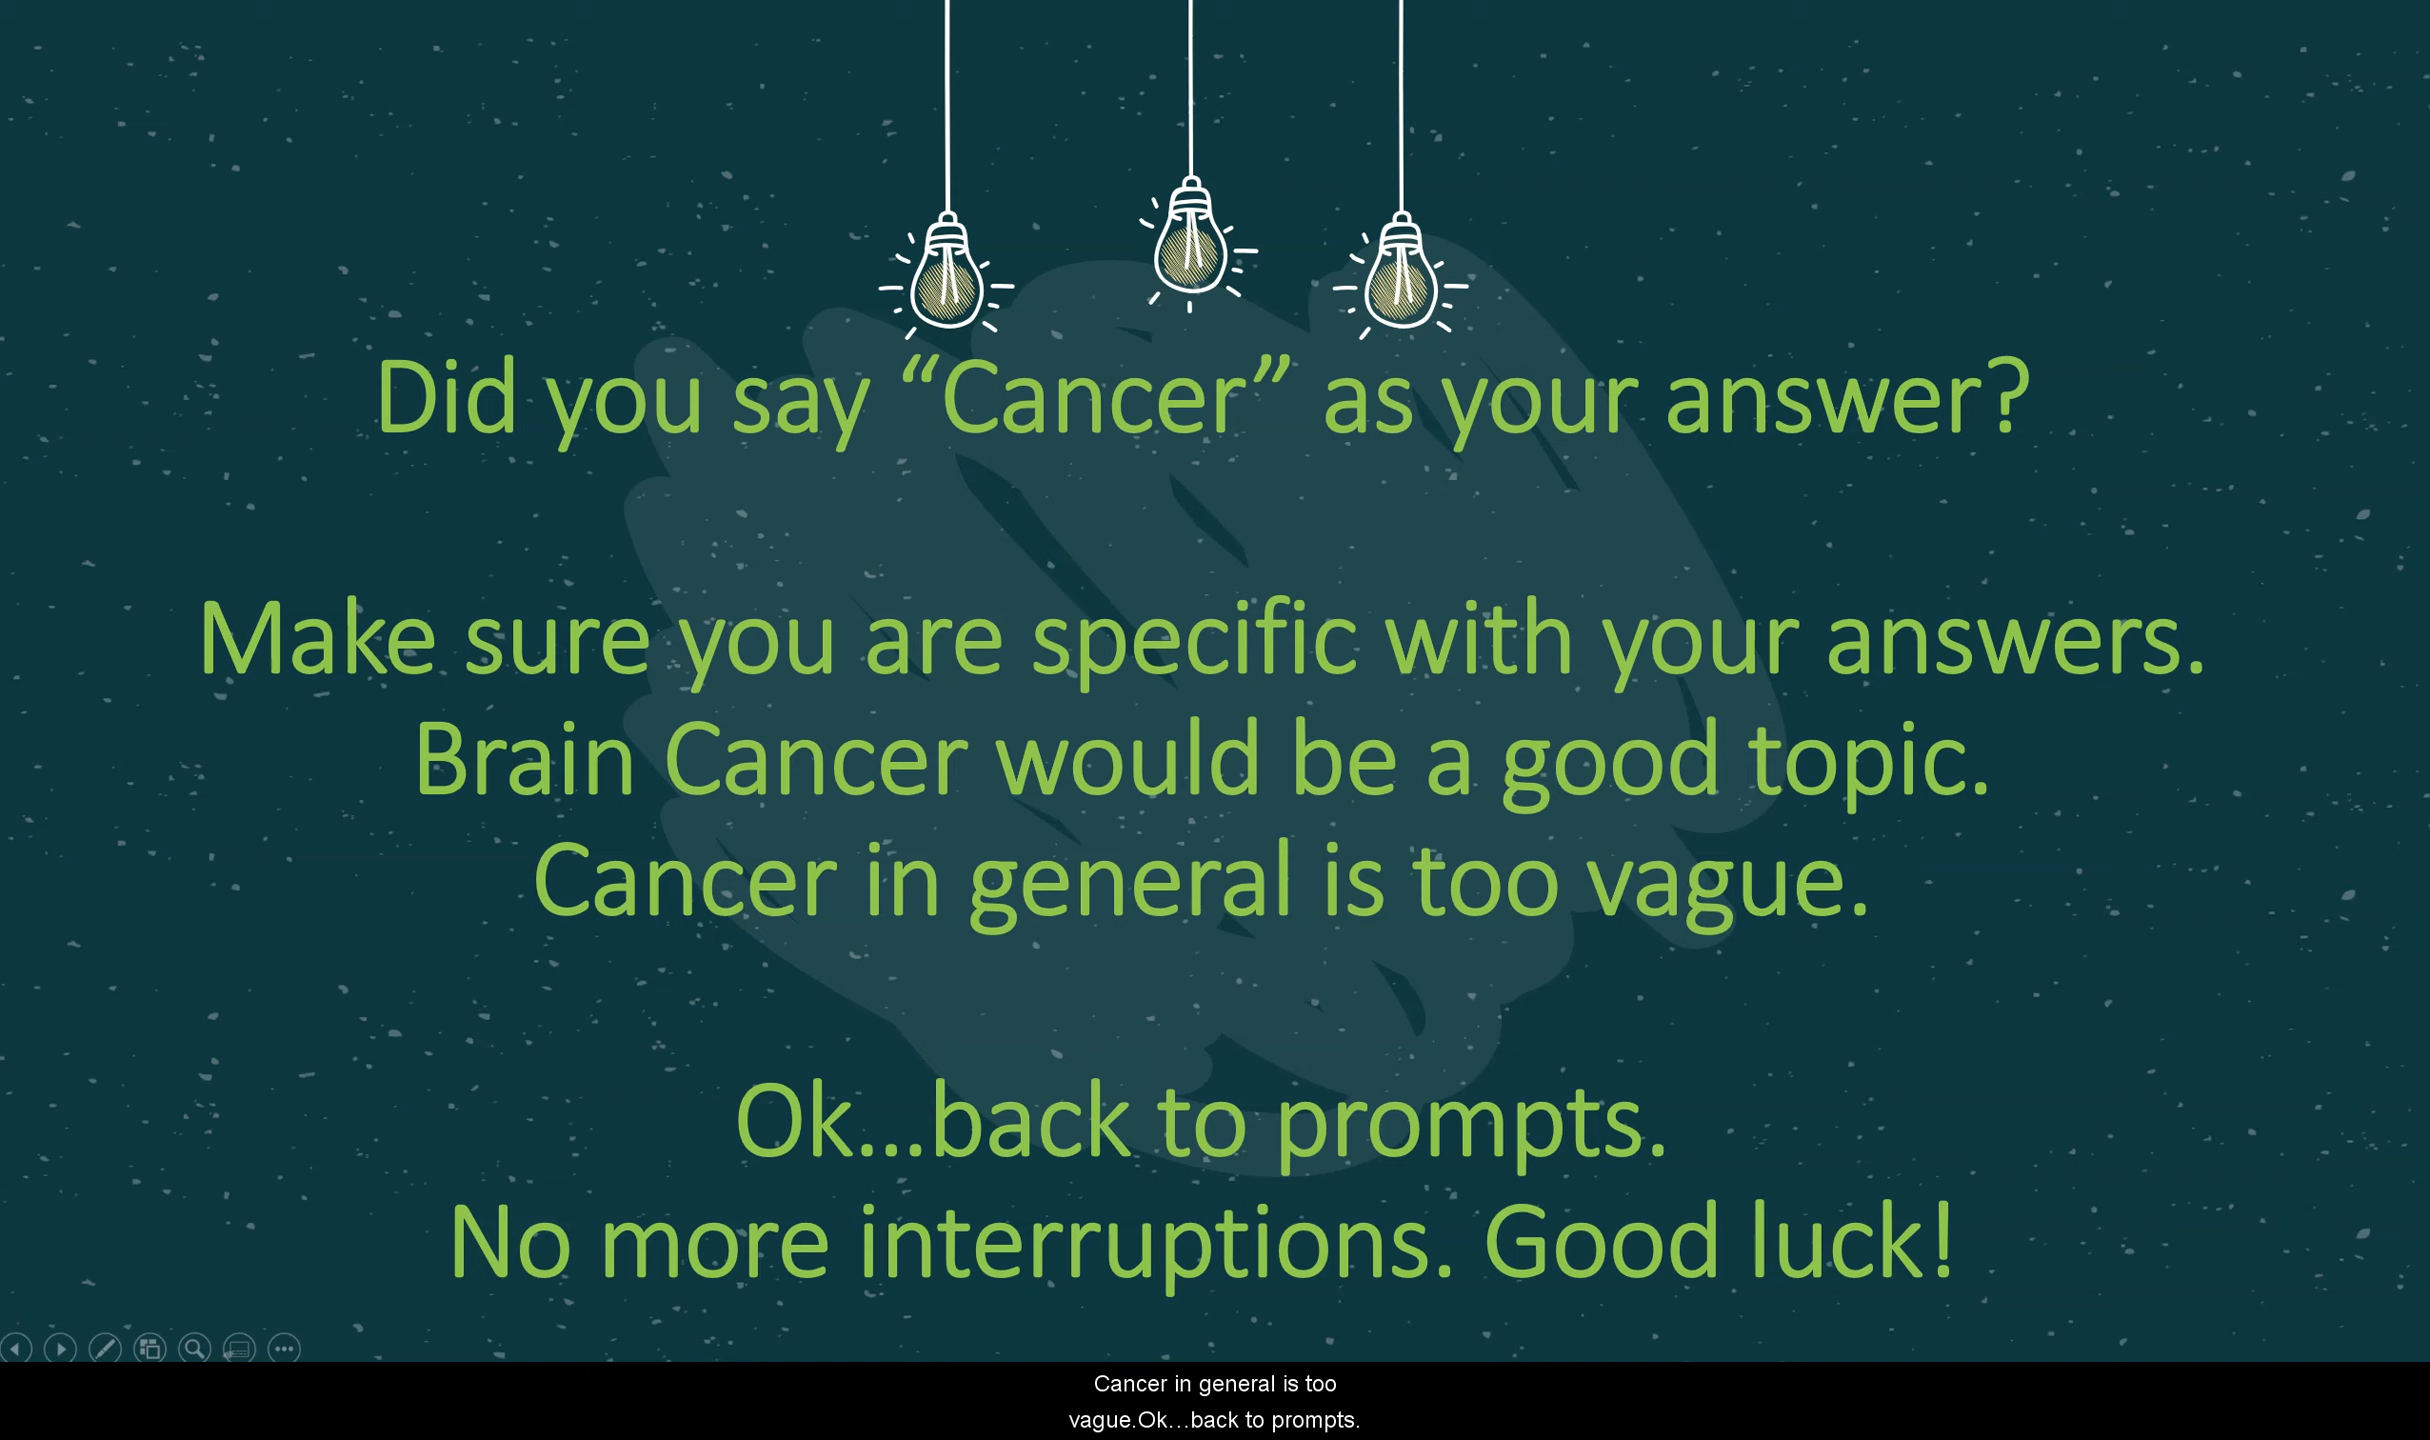 Did you say “Cancer” as your answer?
Make sure you are specific with your answers.
Brain Cancer would be a good topic.
Cancer in general is too vague.
Ok...back to prompts.
No more interruptions. Good luck!
Cancer in general is too
vague.Ok...back to prompts.